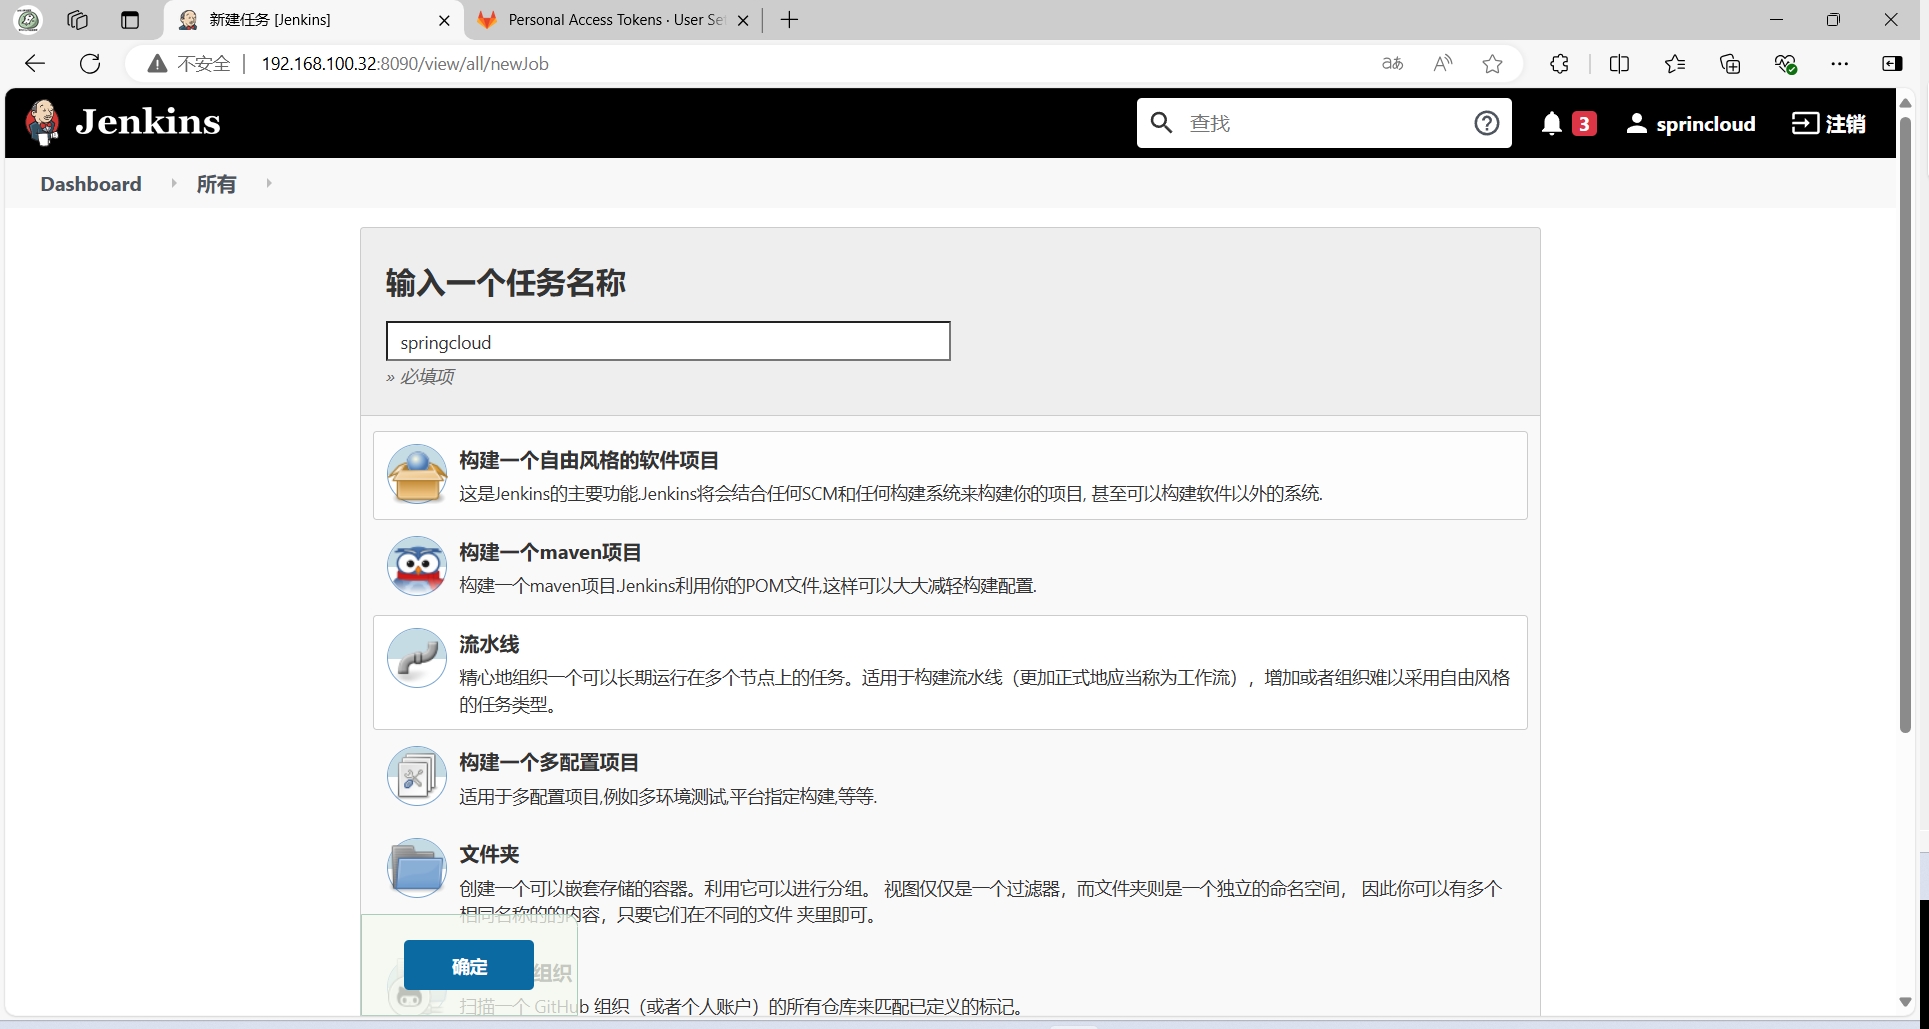 新建任务 [Jenkins]
Personal Access Tokens · User Se
不安全
192.168.100.32:8090/view/all/newJob
aあ
Jenkins
查找
3
sprincloud
注销
Dashboard
所有
输入一个任务名称
springcloud
» 必填项
构建一个自由风格的软件项目
这是Jenkins的主要功能.Jenkins将会结合任何SCM和任何构建系统来构建你的项目, 甚至可以构建软件以外的系统.
构建一个maven项目
构建一个maven项目.Jenkins利用你的POM文件,这样可以大大减轻构建配置.
流水线
精心地组织一个可以长期运行在多个节点上的任务。适用于构建流水线（更加正式地应当称为工作流），增加或者组织难以采用自由风格
的任务类型。
构建一个多配置项目
适用于多配置项目,例如多环境测试,平台指定构建,等等.
文件夹
创建一个可以嵌套存储的容器。利用它可以进行分组。 视图仅仅是一个过滤器，而文件夹则是一个独立的命名空间， 因此你可以有多个
相同名称的的内容，只要它们在不同的文件 夹里即可。
确定
组织
扫描一个 GitHub 组织（或者个人账户）的所有仓库来匹配已定义的标记。